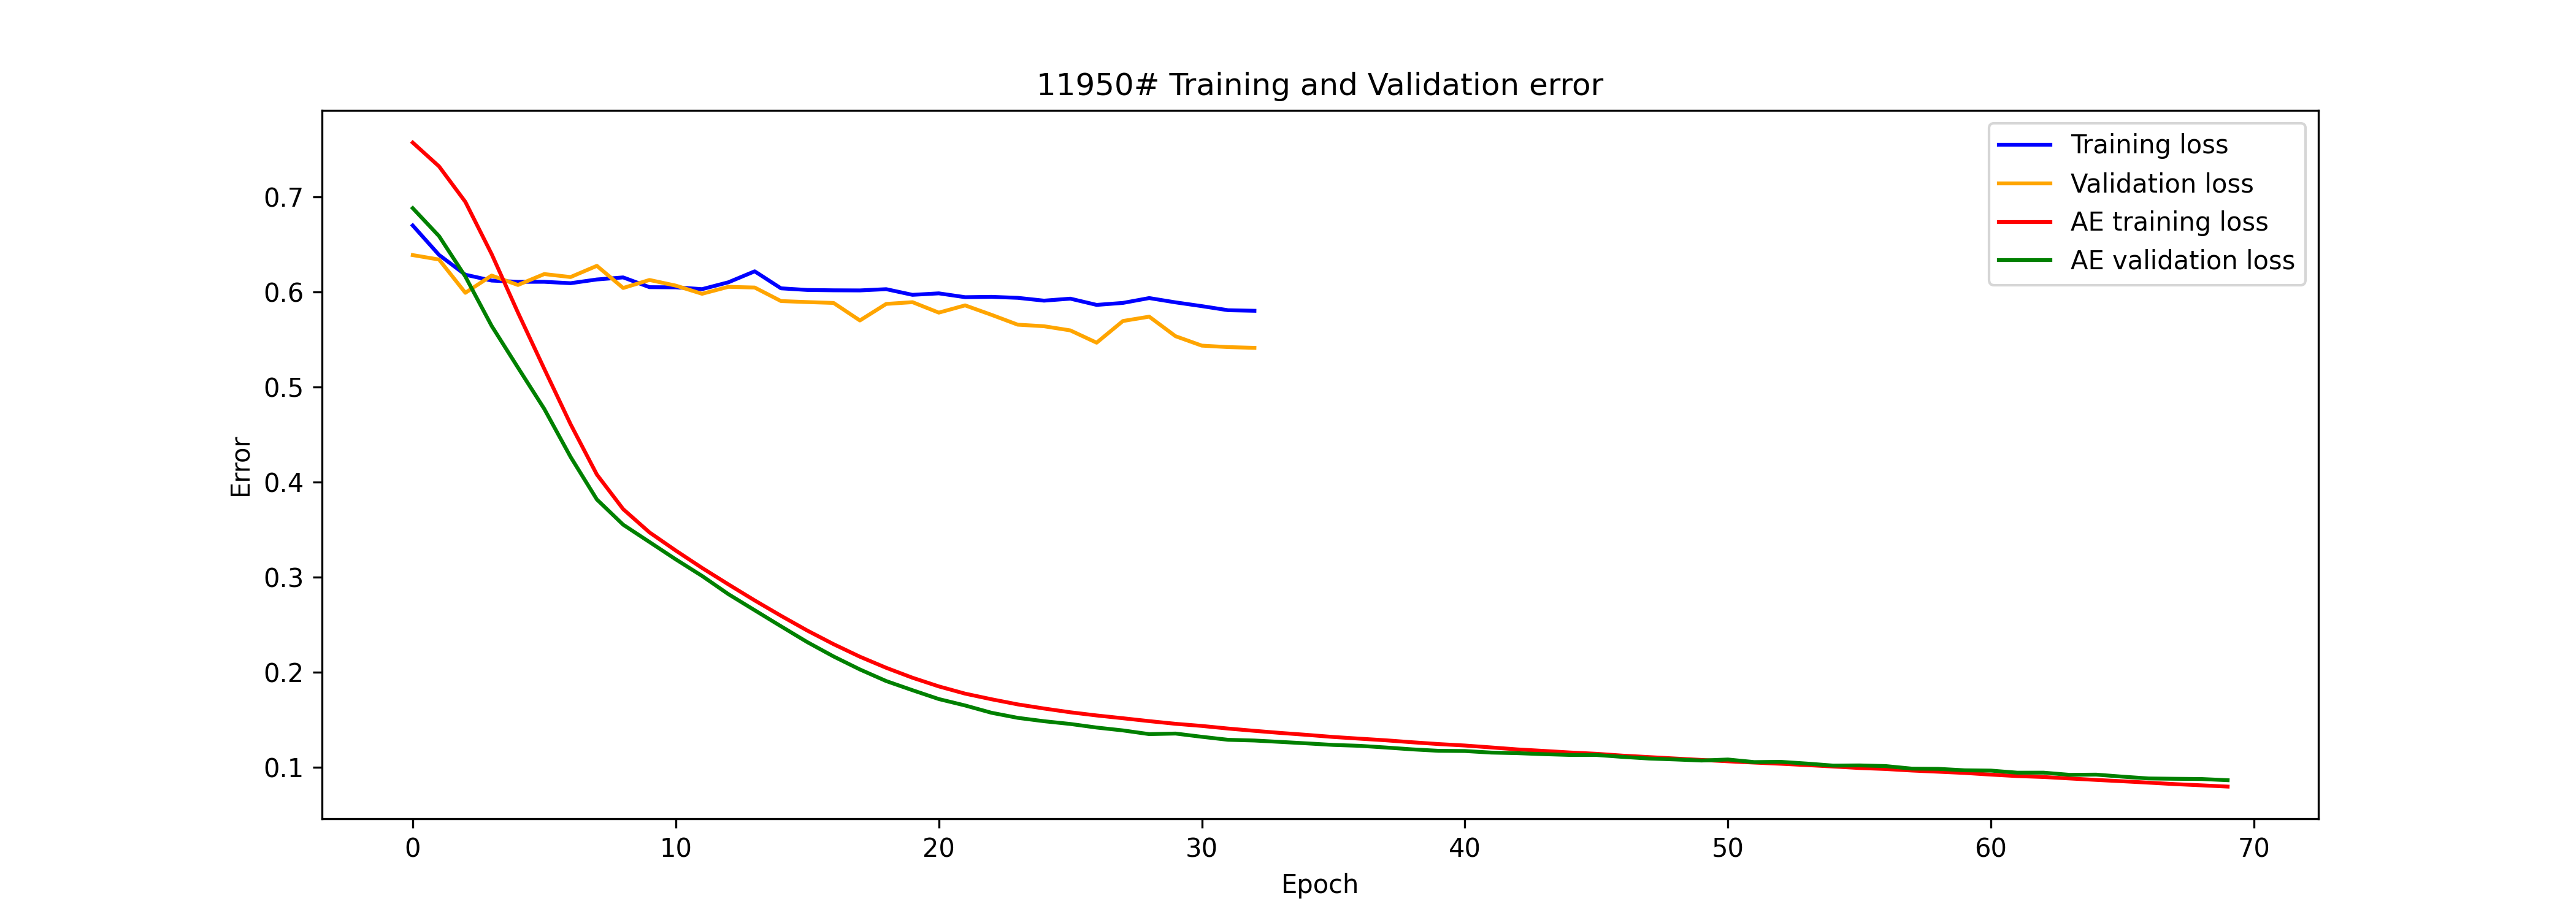 11950# Training and Validation error
Training loss
Validation loss
AE training loss
AE validation loss
0.7
0.6
0.5
0.4
0.3
0.2
0.1
Error
0 10 20 30 40 50 60 70
Epoch